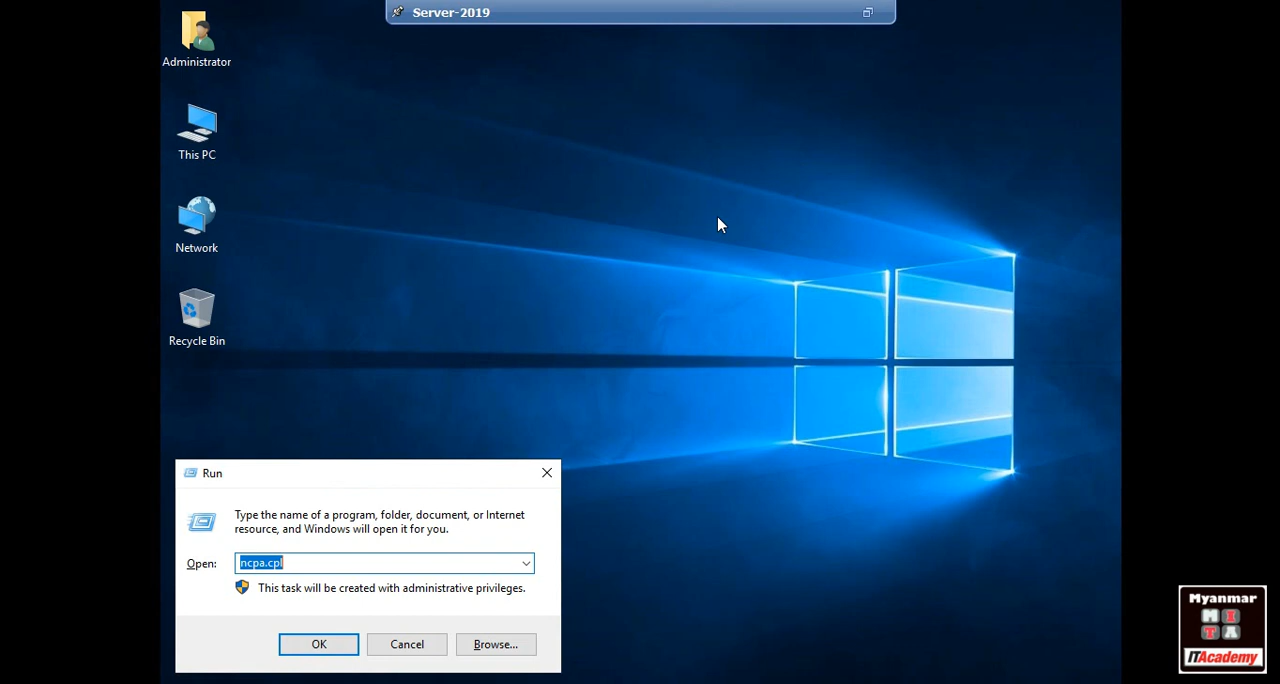 Server-2019
Administrator
This PC
Network
Recycle Bin
Run
Type the name of a program, folder, document, or Internet
resource, and Windows will open it for you.
Open:
ncpa.cpl
This task will be created with administrative privileges.
OK
Cancel
Browse...
Myanmar
M I
T A
ITAcademy